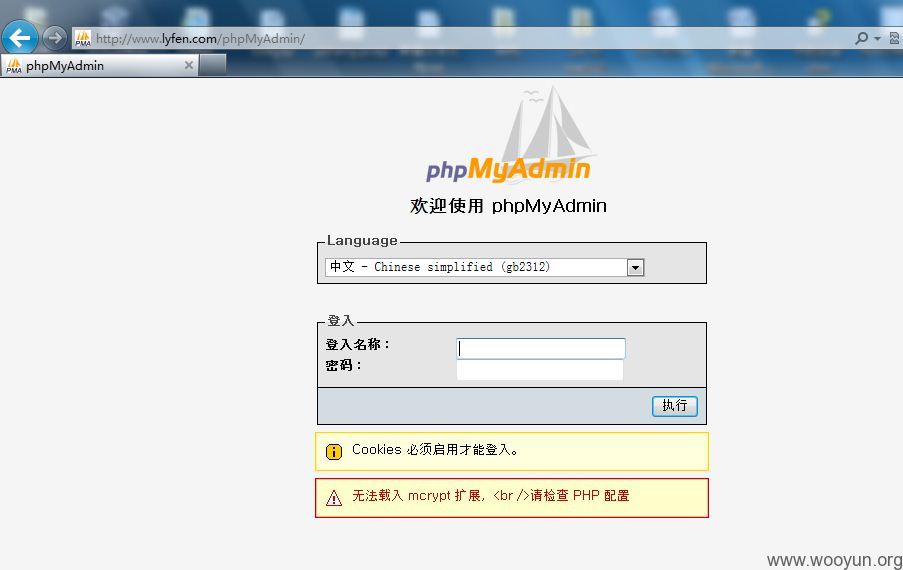 http://www.lyfen.com/phpMyAdmin/
PMA
phpMyAdmin
phpMyAdmin
欢迎使用 phpMyAdmin
Language
中文 - Chinese simplified (gb2312)
登入
登入名称：
密码：
执行
Cookies 必须启用才能登入。
无法载入 mcrypt 扩展，<br />请检查 PHP 配置
www.wooyun.org